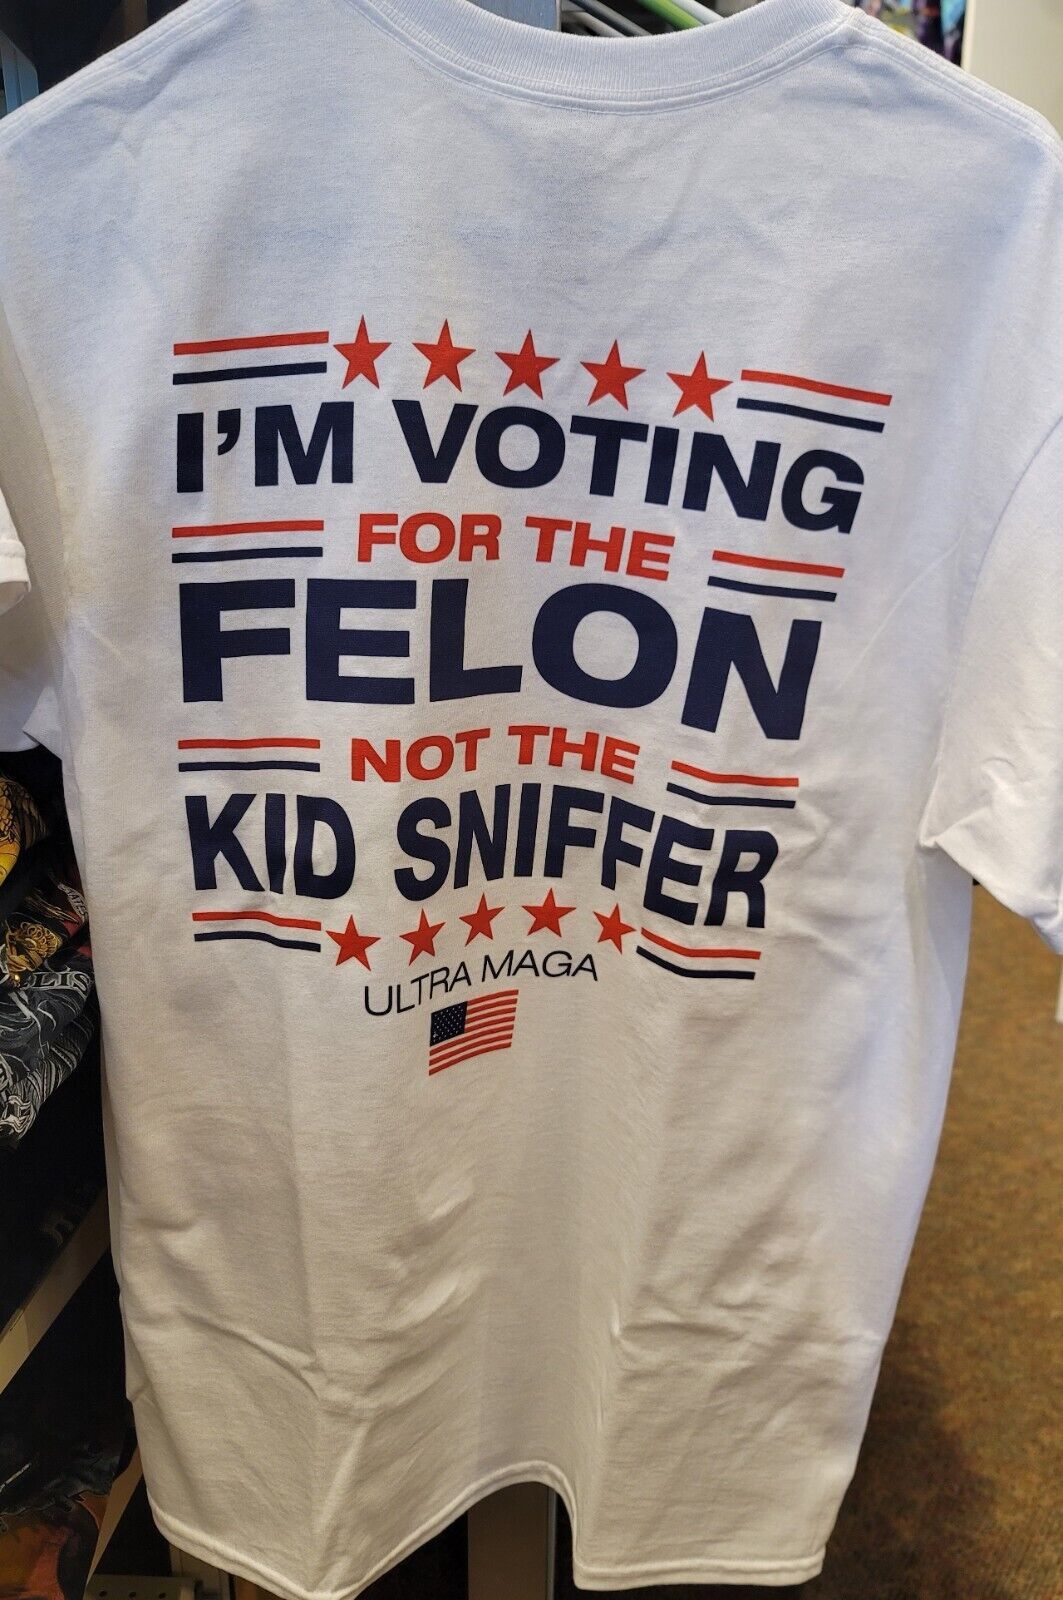 I'M VOTING
FOR THE
FELON
NOT THE
KID SNIFFER
ULTRA MAGA